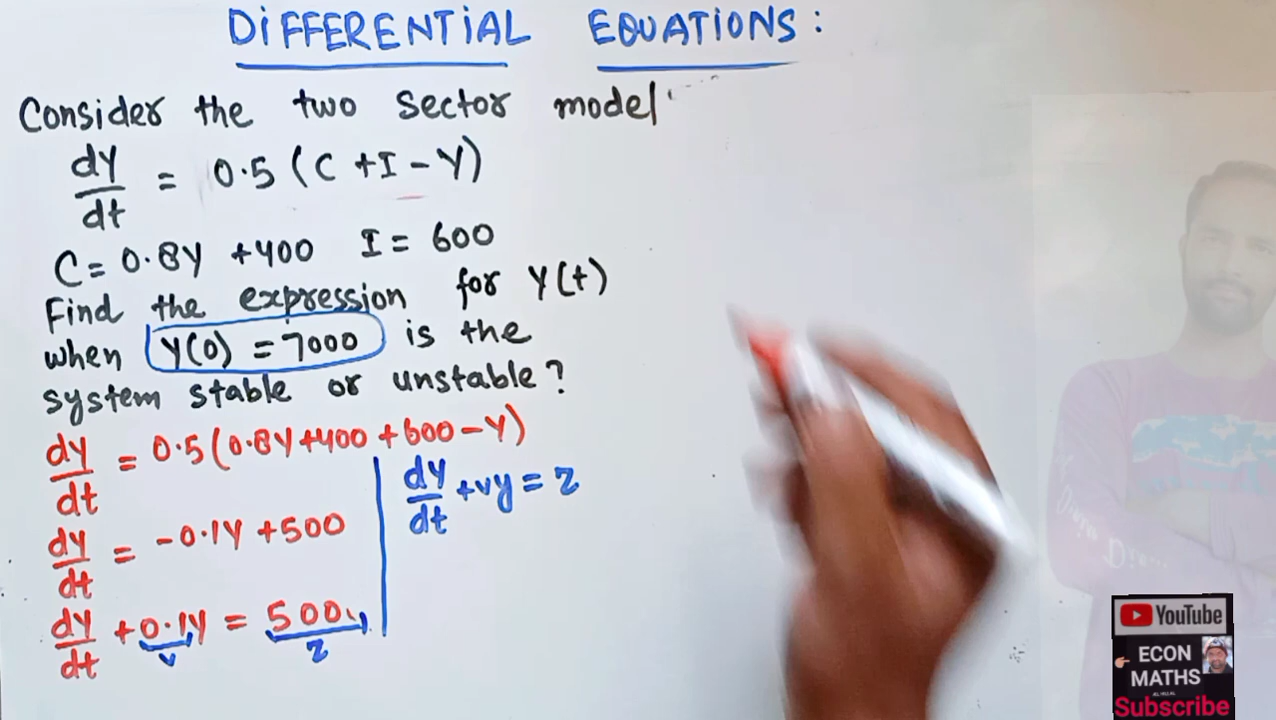 DIFFERENTIAL EQUATIONS:
Consider the two sector model
dY/dt = 0.5 (C + I - Y)
C = 0.8Y + 400 I = 600
Find the expression for Y(t)
when Y(0) = 7000 is the
system stable or unstable?
dY/dt = 0.5 (0.8Y + 400 + 600 - Y)
dy/dt + vy = z
dy/dt = -0.1Y + 500
dy/dt + 0.1y = 500
v z
YouTube
ECON
MATHS
Subscribe